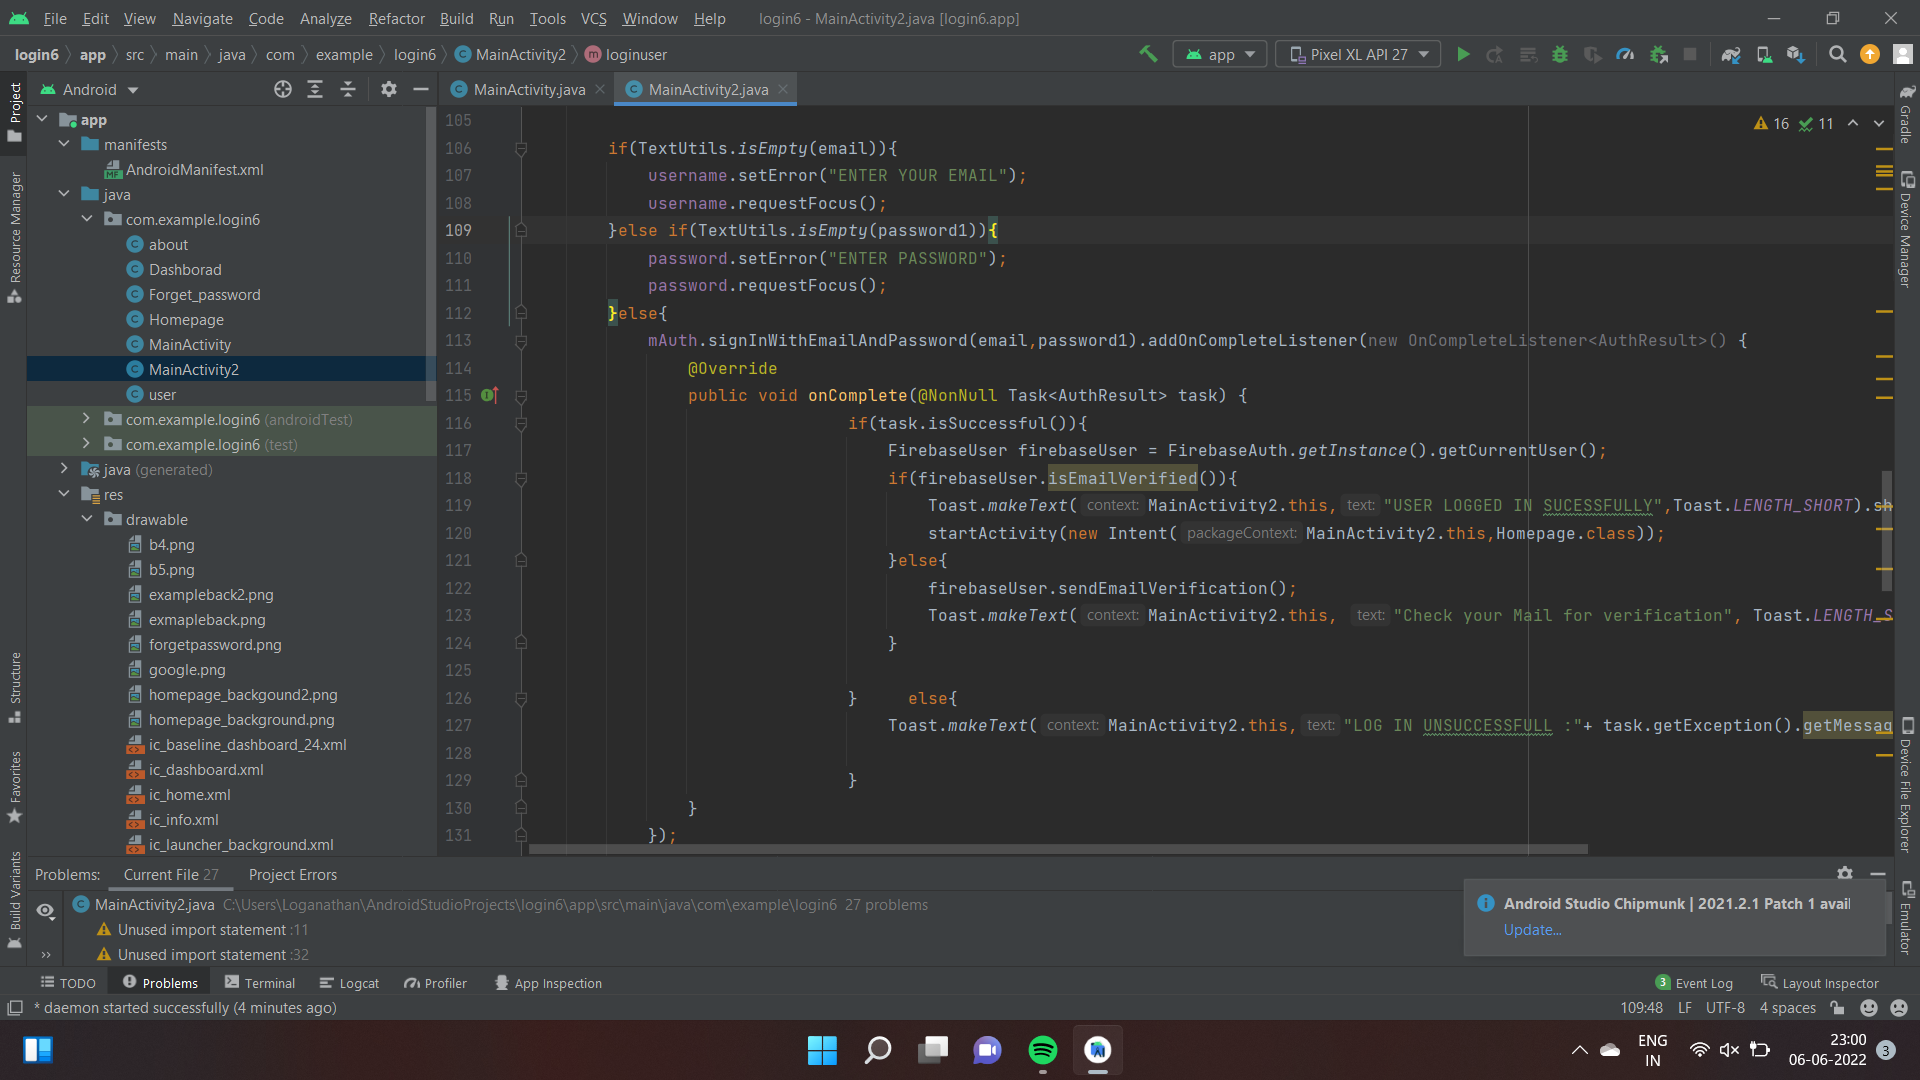 File Edit View Navigate Code Analyze Refactor Build Run Tools VCS Window Help login6 - MainActivity2.java [login6.app]
login6 app src main java com example login6 MainActivity2 loginuser app Pixel XL API 27
Android
MainActivity.java MainActivity2.java
Project
Resource Manager
Structure
Favorites
Build Variants
app
manifests
AndroidManifest.xml
java
com.example.login6
about
Dashborad
Forget_password
Homepage
MainActivity
MainActivity2
user
com.example.login6 (androidTest)
com.example.login6 (test)
java (generated)
res
drawable
b4.png
b5.png
exampleback2.png
exmapleback.png
forgetpassword.png
google.png
homepage_backgound2.png
homepage_background.png
ic_baseline_dashboard_24.xml
ic_dashboard.xml
ic_home.xml
ic_info.xml
ic_launcher_background.xml
16 11
105
106 if(TextUtils.isEmpty(email)){
107 username.setError("ENTER YOUR EMAIL");
108 username.requestFocus();
109 }else if(TextUtils.isEmpty(password1)){
110 password.setError("ENTER PASSWORD");
111 password.requestFocus();
112 }else{
113 mAuth.signInWithEmailAndPassword(email,password1).addOnCompleteListener(new OnCompleteListener<AuthResult>() {
114 @Override
115 public void onComplete(@NonNull Task<AuthResult> task) {
116 if(task.isSuccessful()){
117 FirebaseUser firebaseUser = FirebaseAuth.getInstance().getCurrentUser();
118 if(firebaseUser.isEmailVerified()){
119 Toast.makeText( context: MainActivity2.this, text: "USER LOGGED IN SUCESSFULLY",Toast.LENGTH_SHORT).sh
120 startActivity(new Intent( packageContext: MainActivity2.this,Homepage.class));
121 }else{
122 firebaseUser.sendEmailVerification();
123 Toast.makeText( context: MainActivity2.this, text: "Check your Mail for verification", Toast.LENGTH_S
124 }
125
126 } else{
127 Toast.makeText( context: MainActivity2.this, text: "LOG IN UNSUCCESSFULL :"+ task.getException().getMessag
128
129 }
130 }
131 });
Gradle
Device Manager
Device File Explorer
Emulator
Problems: Current File 27 Project Errors
MainActivity2.java C:\Users\Loganathan\AndroidStudioProjects\login6\app\src\main\java\com\example\login6 27 problems
Unused import statement :11
Unused import statement :32
Android Studio Chipmunk | 2021.2.1 Patch 1 avail
Update...
TODO Problems Terminal Logcat Profiler App Inspection 3 Event Log Layout Inspector
* daemon started successfully (4 minutes ago) 109:48 LF UTF-8 4 spaces
ENG
IN
23:00
06-06-2022
3